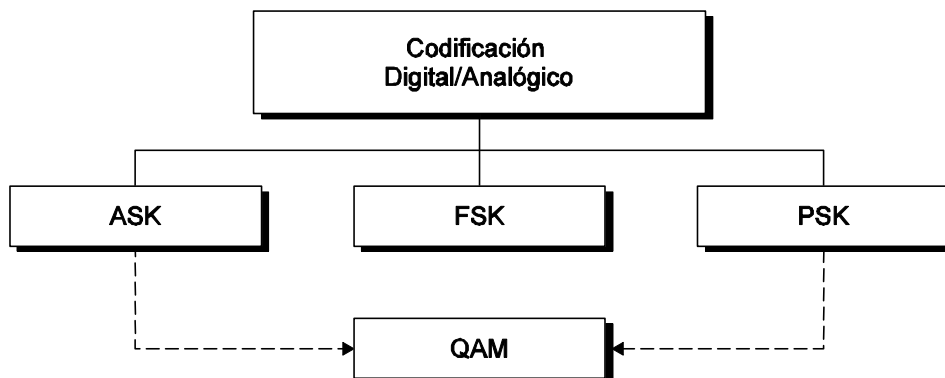 Codificación
Digital/Analógico
ASK
FSK
PSK
QAM